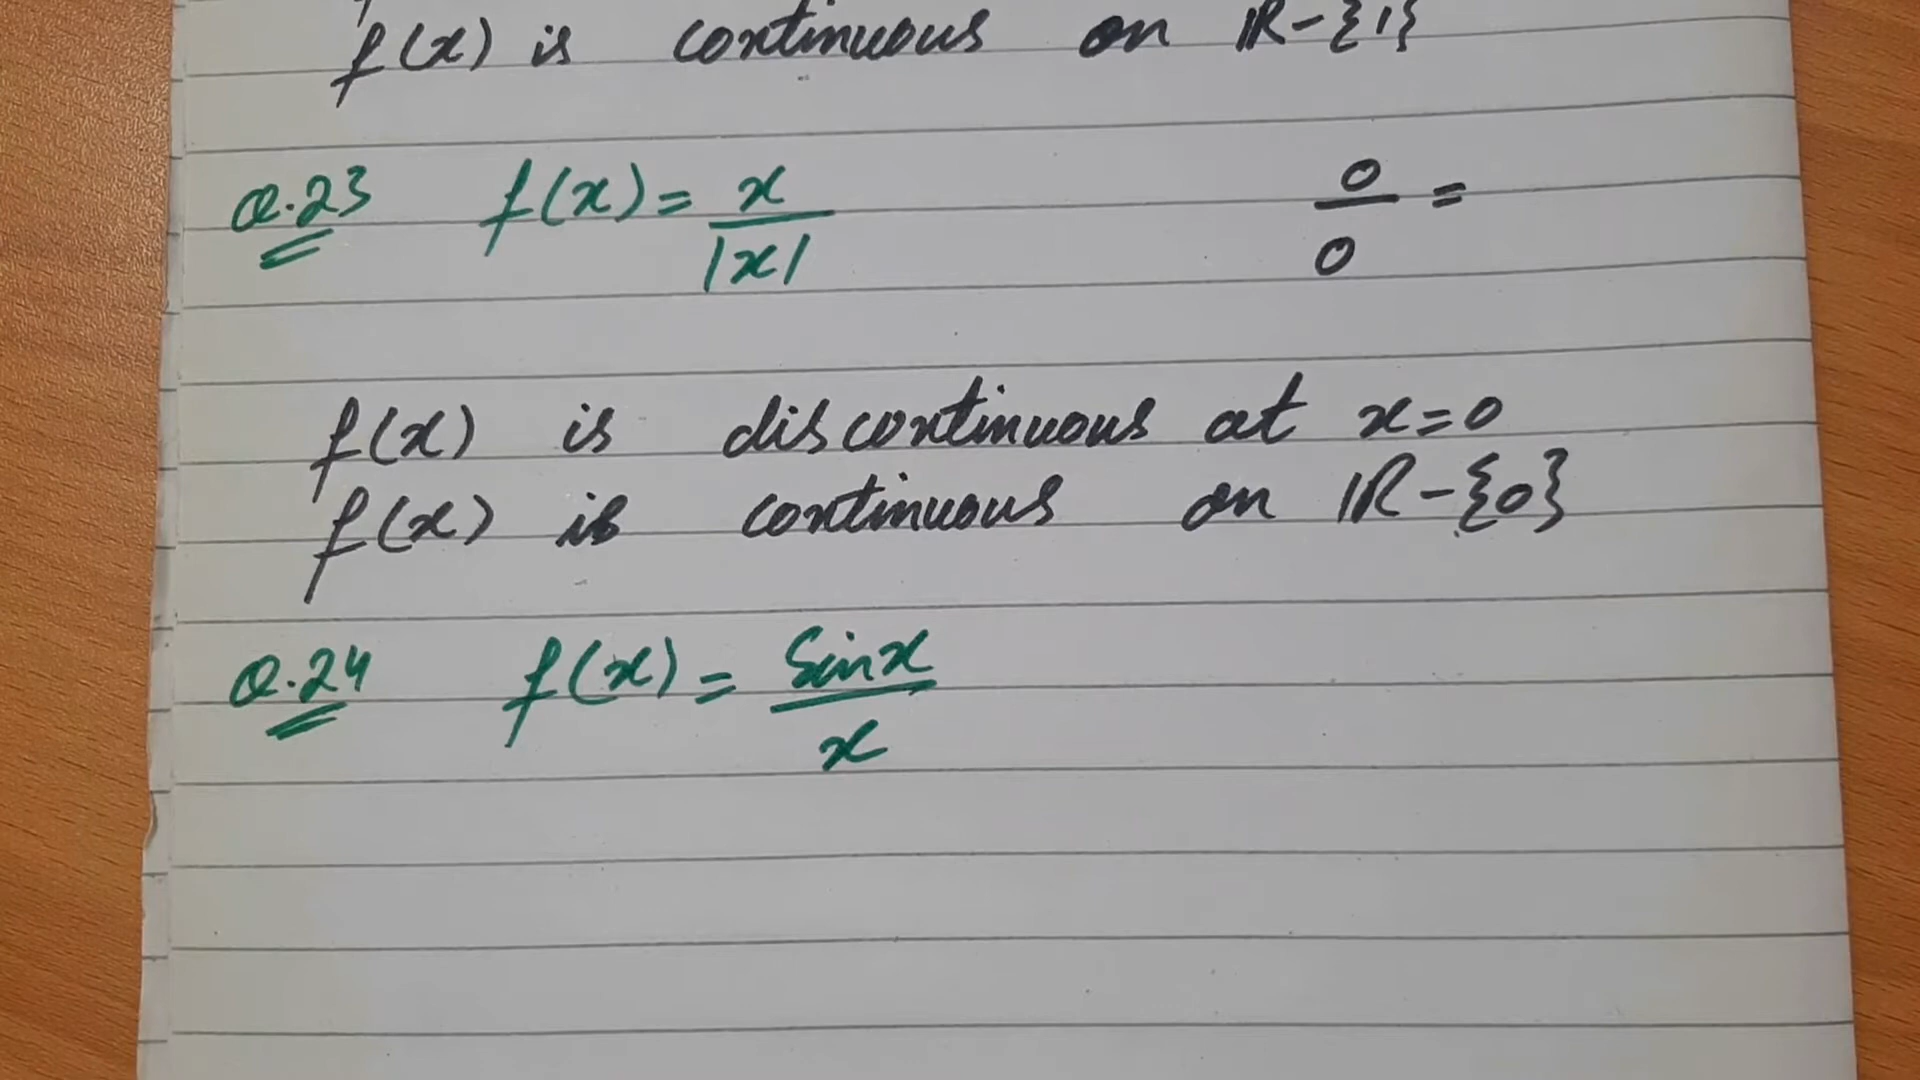 f(x) is continuous on ℝ-{1}
Q.23 f(x) = x/|x| 0/0 =
f(x) is discontinuous at x=0
f(x) is continuous on ℝ-{0}
Q.24 f(x) = Sinx/x